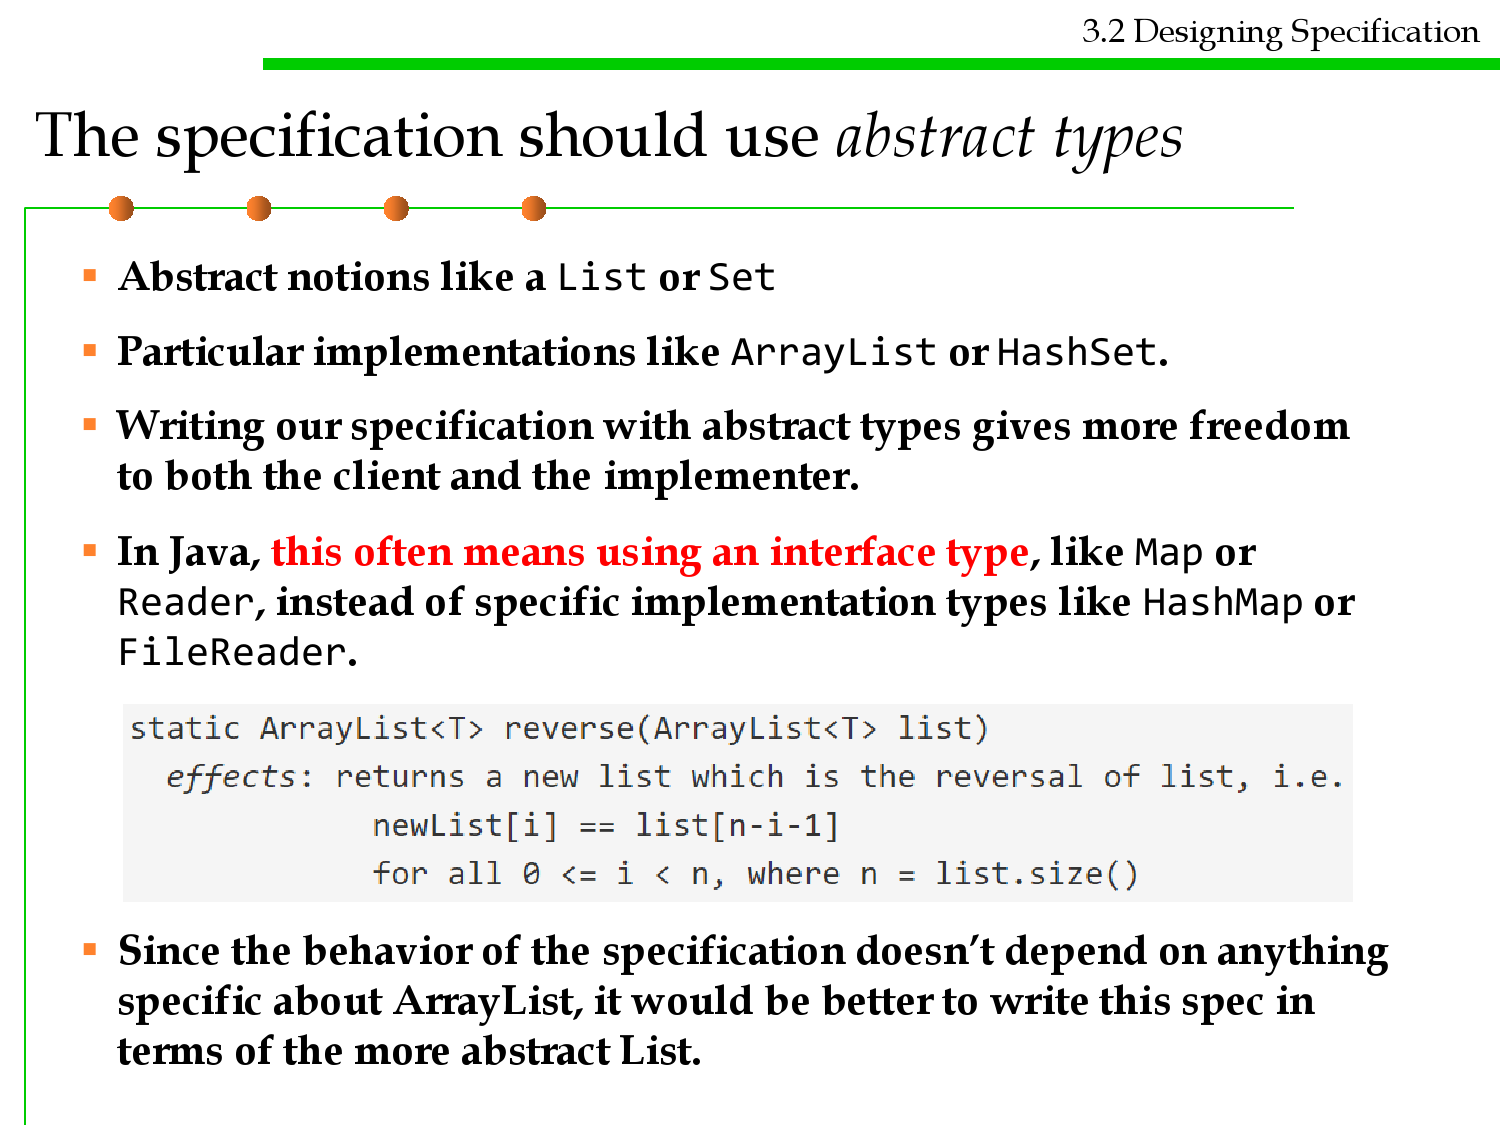 3.2 Designing Specification
The specification should use abstract types
▪ Abstract notions like a List or Set
▪ Particular implementations like ArrayList or HashSet.
▪ Writing our specification with abstract types gives more freedom
to both the client and the implementer.
▪ In Java, this often means using an interface type, like Map or
Reader, instead of specific implementation types like HashMap or
FileReader.
static ArrayList<T> reverse(ArrayList<T> list)
effects: returns a new list which is the reversal of list, i.e.
newList[i] == list[n-i-1]
for all 0 <= i < n, where n = list.size()
▪ Since the behavior of the specification doesn’t depend on anything
specific about ArrayList, it would be better to write this spec in
terms of the more abstract List.